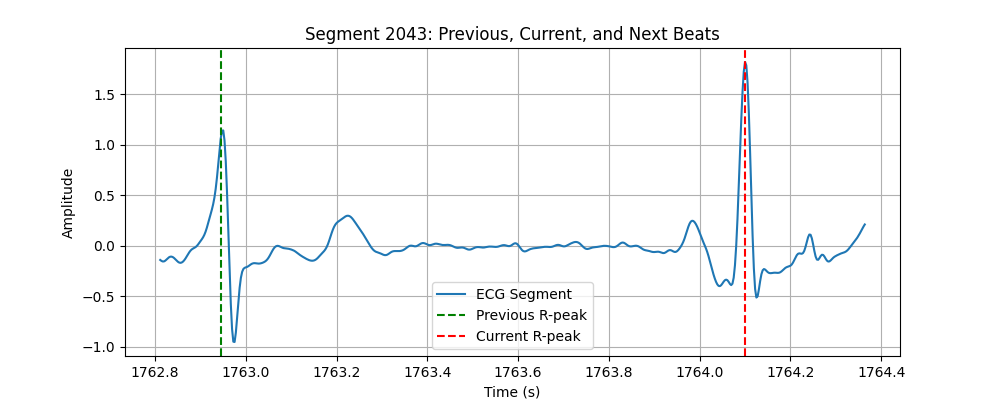 Segment 2043: Previous, Current, and Next Beats
Amplitude
1.5
1.0
0.5
0.0
−0.5
−1.0
ECG Segment
Previous R-peak
Current R-peak
1762.8 1763.0 1763.2 1763.4 1763.6 1763.8 1764.0 1764.2 1764.4
Time (s)